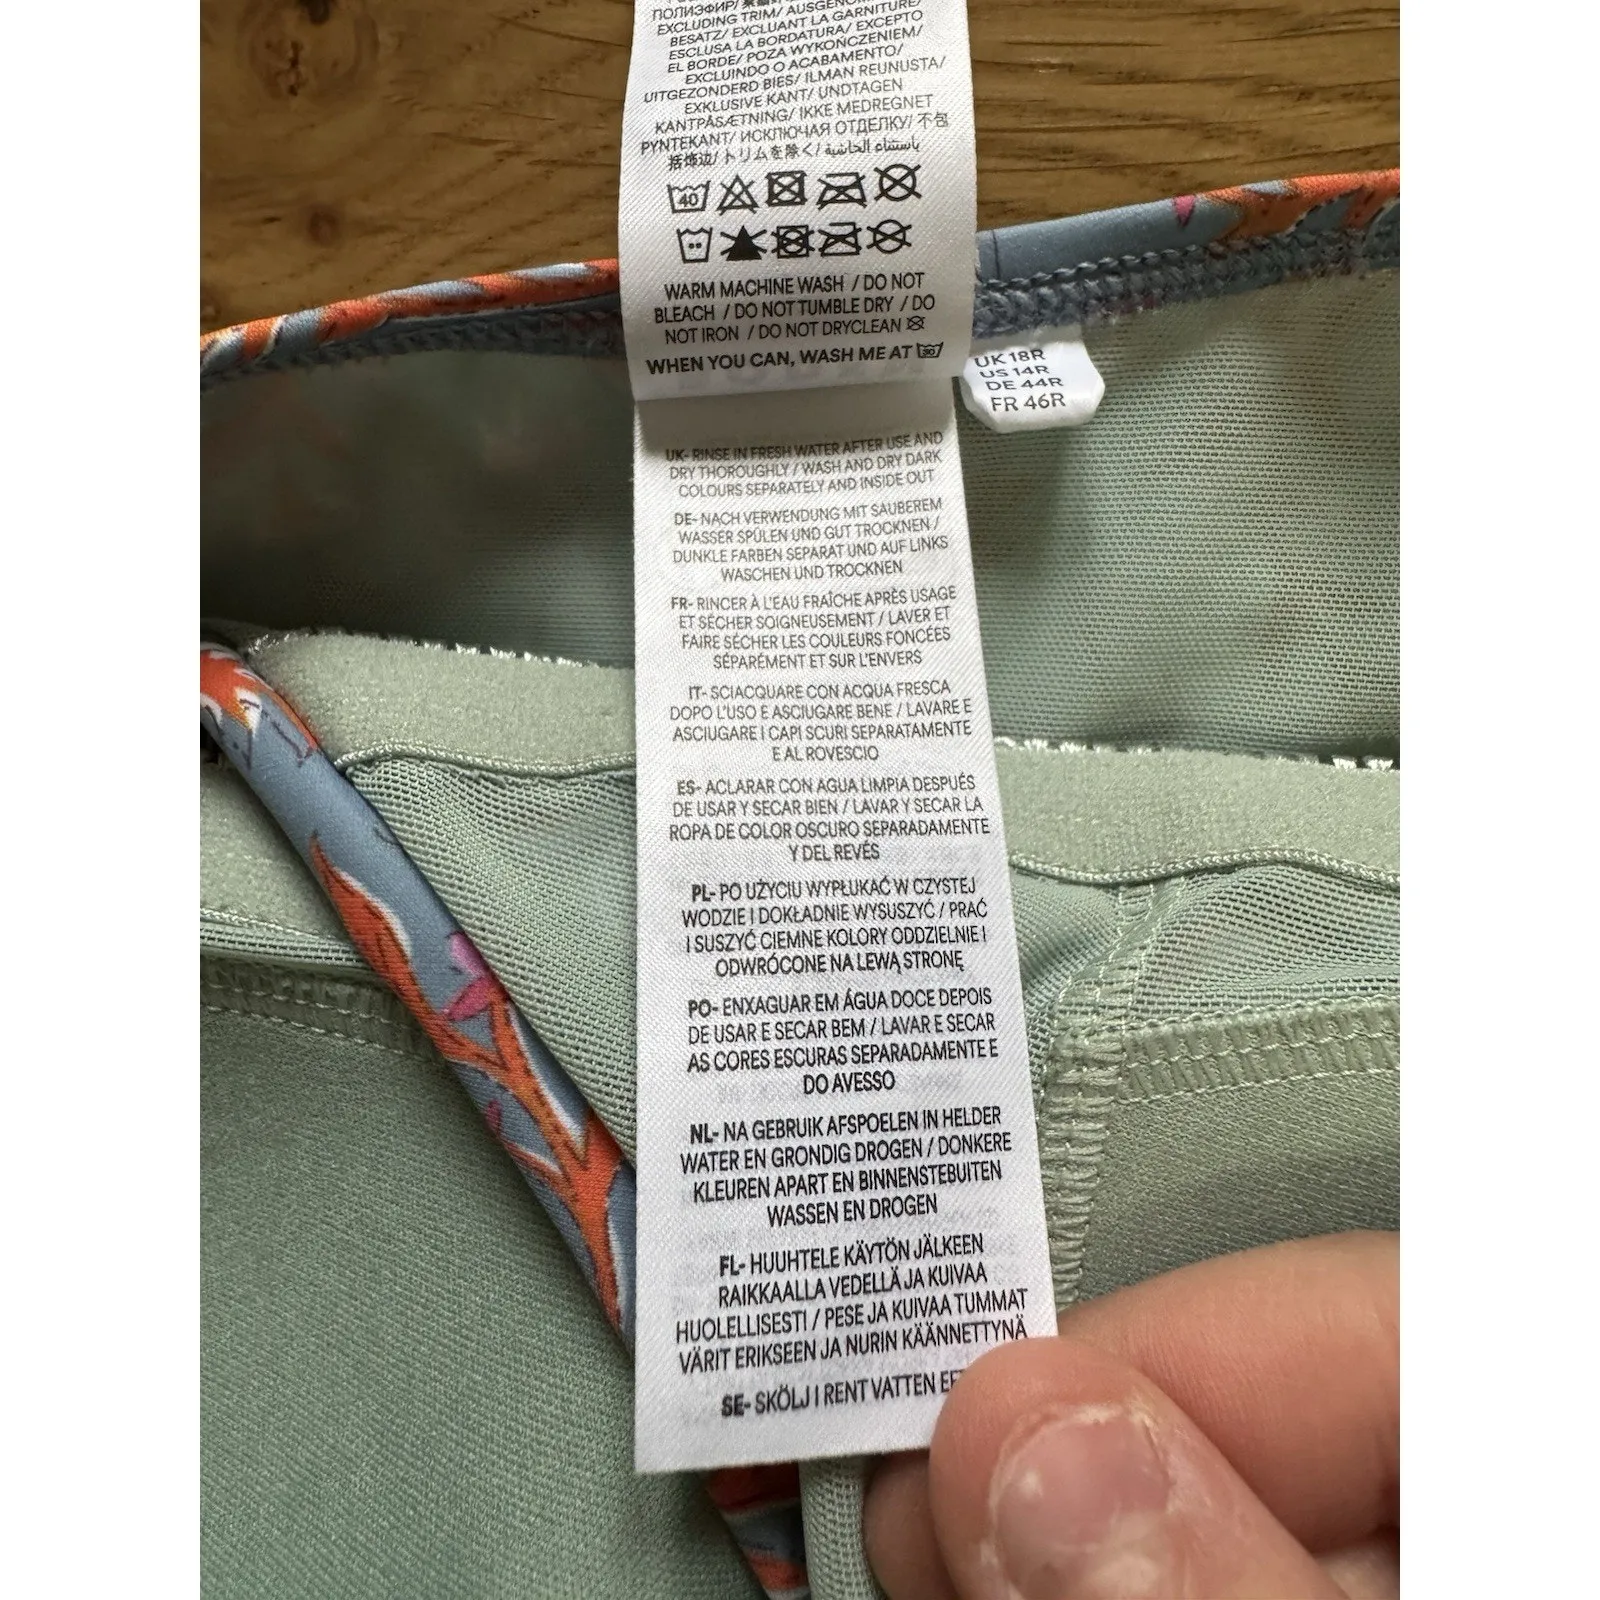 ПОЛИЭФИР/
EXCLUDING TRIM/ AUSGENOM
BESATZ/ EXCLUANT LA GARNITURE/
ESCLUSA LA BORDATURA/ EXCEPTO
EL BORDE/ POZA WYKOŃCZENIEM/
EXCLUINDO O ACABAMENTO/
UITGEZONDERD BIES/ ILMAN REUNUSTA/
EXKLUSIVE KANT/ UNDTAGEN
KANTPÅSÆTNING/ IKKE MEDREGNET
PYNTEKANT/ ИСКЛЮЧАЯ ОТДЕЛКУ/ 不包
括饰边/ トリムを除く/ باستثناء الحاشية
40
WARM MACHINE WASH / DO NOT
BLEACH / DO NOT TUMBLE DRY / DO
NOT IRON / DO NOT DRYCLEAN
WHEN YOU CAN, WASH ME AT 30
UK 18R
US 14R
DE 44R
FR 46R
UK- RINSE IN FRESH WATER AFTER USE AND
DRY THOROUGHLY / WASH AND DRY DARK
COLOURS SEPARATELY AND INSIDE OUT
DE- NACH VERWENDUNG MIT SAUBEREM
WASSER SPÜLEN UND GUT TROCKNEN /
DUNKLE FARBEN SEPARAT UND AUF LINKS
WASCHEN UND TROCKNEN
FR- RINCER À L'EAU FRAÎCHE APRÈS USAGE
ET SÉCHER SOIGNEUSEMENT / LAVER ET
FAIRE SÉCHER LES COULEURS FONCÉES
SÉPARÉMENT ET SUR L'ENVERS
IT- SCIACQUARE CON ACQUA FRESCA
DOPO L'USO E ASCIUGARE BENE / LAVARE E
ASCIUGARE I CAPI SCURI SEPARATAMENTE
E AL ROVESCIO
ES- ACLARAR CON AGUA LIMPIA DESPUÉS
DE USAR Y SECAR BIEN / LAVAR Y SECAR LA
ROPA DE COLOR OSCURO SEPARADAMENTE
Y DEL REVÉS
PL- PO UŻYCIU WYPŁUKAĆ W CZYSTEJ
WODZIE I DOKŁADNIE WYSUSZYĆ / PRAĆ
I SUSZYĆ CIEMNE KOLORY ODDZIELNIE I
ODWRÓCONE NA LEWĄ STRONĘ
PO- ENXAGUAR EM ÁGUA DOCE DEPOIS
DE USAR E SECAR BEM / LAVAR E SECAR
AS CORES ESCURAS SEPARADAMENTE E
DO AVESSO
NL- NA GEBRUIK AFSPOELEN IN HELDER
WATER EN GRONDIG DROGEN / DONKERE
KLEUREN APART EN BINNENSTEBUITEN
WASSEN EN DROGEN
FL- HUUHTELE KÄYTÖN JÄLKEEN
RAIKKAALLA VEDELLÄ JA KUIVAA
HUOLELLISESTI / PESE JA KUIVAA TUMMAT
VÄRIT ERIKSEEN JA NURIN KÄÄNNETTYNÄ
SE- SKÖLJ I RENT VATTEN EF